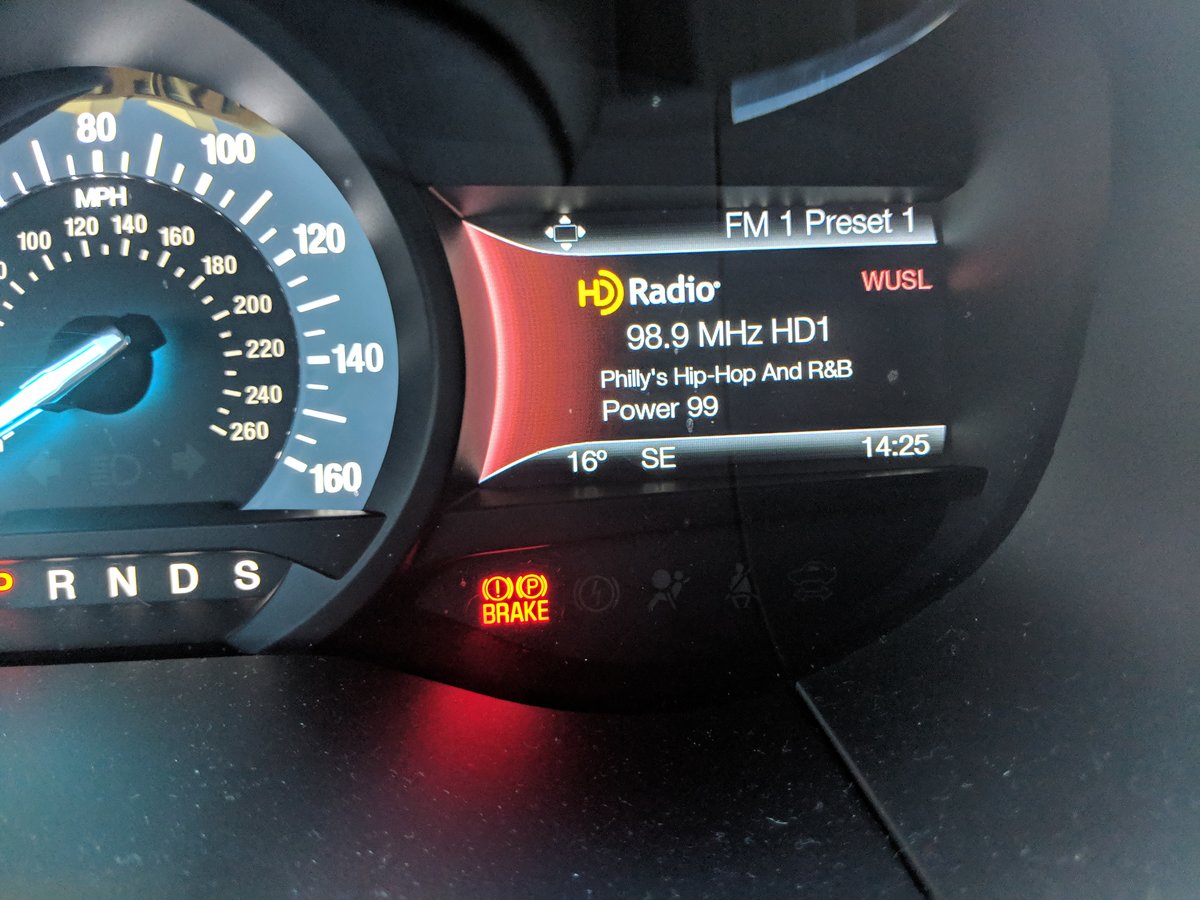 80
100
120
140
160
MPH
100
120
140
160
180
200
220
240
260
P R N D S
FM 1 Preset 1
HD Radio
WUSL
98.9 MHz HD1
Philly's Hip-Hop And R&B
Power 99
16° SE 14:25
(!) (P)
BRAKE